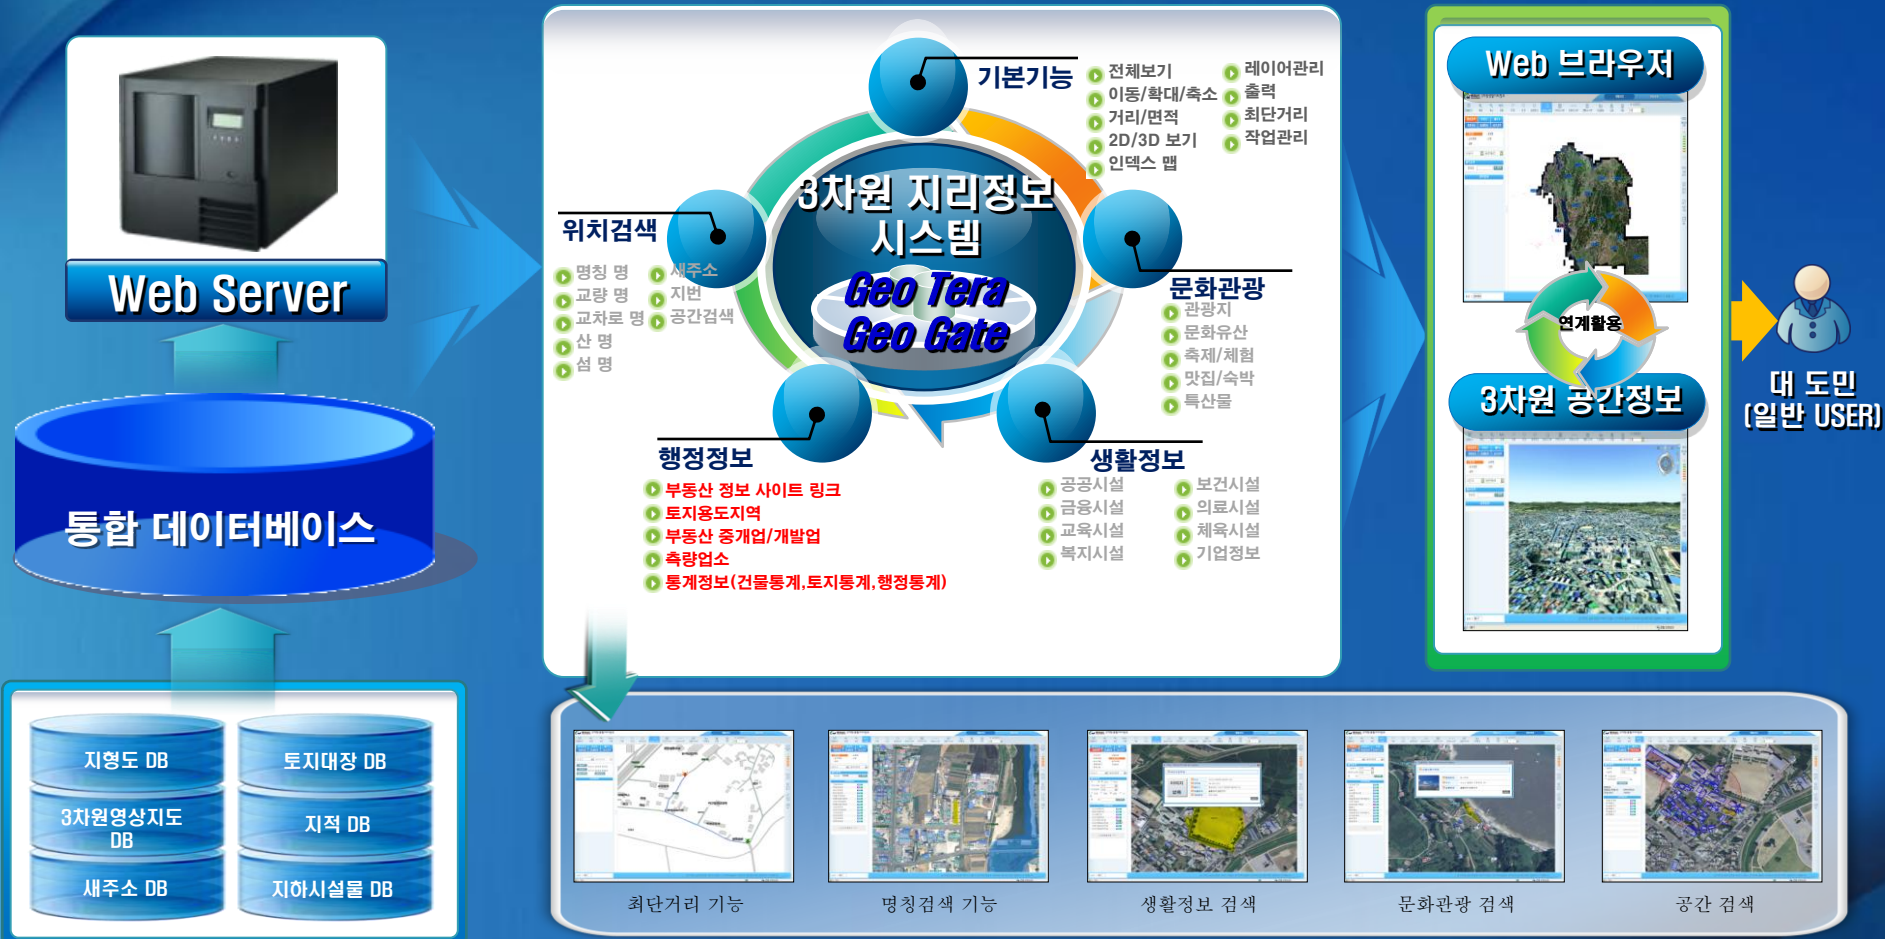 Web Server
통합 데이터베이스
지형도 DB
토지대장 DB
3차원영상지도
DB
지적 DB
새주소 DB
지하시설물 DB
3차원 지리정보
시스템
Geo Tera
Geo Gate
기본기능
전체보기
이동/확대/축소
거리/면적
2D/3D 보기
인덱스 맵
레이어관리
출력
최단거리
작업관리
위치검색
명칭 명
교량 명
교차로 명
산 명
섬 명
새주소
지번
공간검색
문화관광
관광지
문화유산
축제/체험
맛집/숙박
특산물
행정정보
부동산 정보 사이트 링크
토지용도지역
부동산 중개업/개발업
측량업소
통계정보(건물통계,토지통계,행정통계)
생활정보
공공시설
금융시설
교육시설
복지시설
보건시설
의료시설
체육시설
기업정보
Web 브라우저
연계활용
3차원 공간정보
대 도민
(일반 USER)
최단거리 기능
명칭검색 기능
생활정보 검색
문화관광 검색
공간 검색